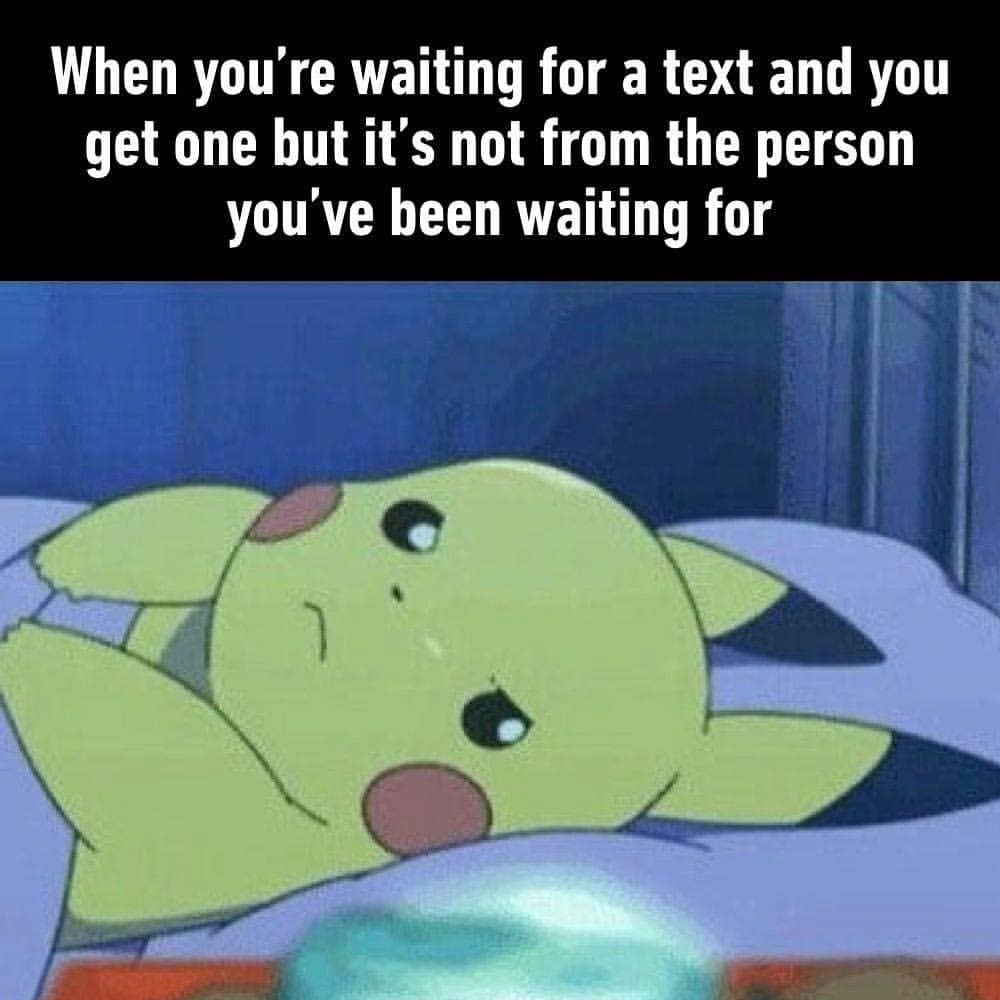 When you’re waiting for a text and you
get one but it’s not from the person
you’ve been waiting for